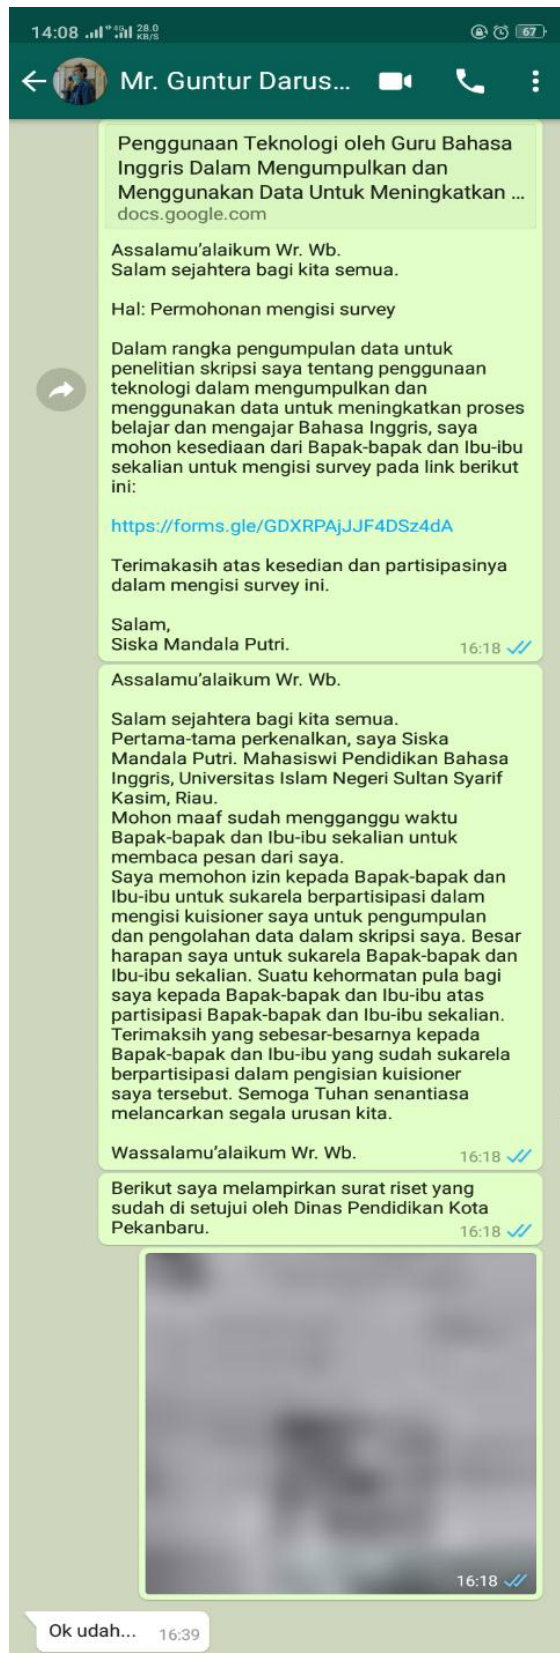 14:08 4G 28.0 KB/S 67
Mr. Guntur Darus...
Penggunaan Teknologi oleh Guru Bahasa
Inggris Dalam Mengumpulkan dan
Menggunakan Data Untuk Meningkatkan ...
docs.google.com
Assalamu'alaikum Wr. Wb.
Salam sejahtera bagi kita semua.
Hal: Permohonan mengisi survey
Dalam rangka pengumpulan data untuk
penelitian skripsi saya tentang penggunaan
teknologi dalam mengumpulkan dan
menggunakan data untuk meningkatkan proses
belajar dan mengajar Bahasa Inggris, saya
mohon kesediaan dari Bapak-bapak dan Ibu-ibu
sekalian untuk mengisi survey pada link berikut
ini:
https://forms.gle/GDXRPAjJJF4DSz4dA
Terimakasih atas kesedian dan partisipasinya
dalam mengisi survey ini.
Salam,
Siska Mandala Putri.
16:18
Assalamu'alaikum Wr. Wb.
Salam sejahtera bagi kita semua.
Pertama-tama perkenalkan, saya Siska
Mandala Putri. Mahasiswi Pendidikan Bahasa
Inggris, Universitas Islam Negeri Sultan Syarif
Kasim, Riau.
Mohon maaf sudah mengganggu waktu
Bapak-bapak dan Ibu-ibu sekalian untuk
membaca pesan dari saya.
Saya memohon izin kepada Bapak-bapak dan
Ibu-ibu untuk sukarela berpartisipasi dalam
mengisi kuisioner saya untuk pengumpulan
dan pengolahan data dalam skripsi saya. Besar
harapan saya untuk sukarela Bapak-bapak dan
Ibu-ibu sekalian. Suatu kehormatan pula bagi
saya kepada Bapak-bapak dan Ibu-ibu atas
partisipasi Bapak-bapak dan Ibu-ibu sekalian.
Terimaksih yang sebesar-besarnya kepada
Bapak-bapak dan Ibu-ibu yang sudah sukarela
berpartisipasi dalam pengisian kuisioner
saya tersebut. Semoga Tuhan senantiasa
melancarkan segala urusan kita.
Wassalamu'alaikum Wr. Wb.
16:18
Berikut saya melampirkan surat riset yang
sudah di setujui oleh Dinas Pendidikan Kota
Pekanbaru.
16:18
16:18
Ok udah...
16:39